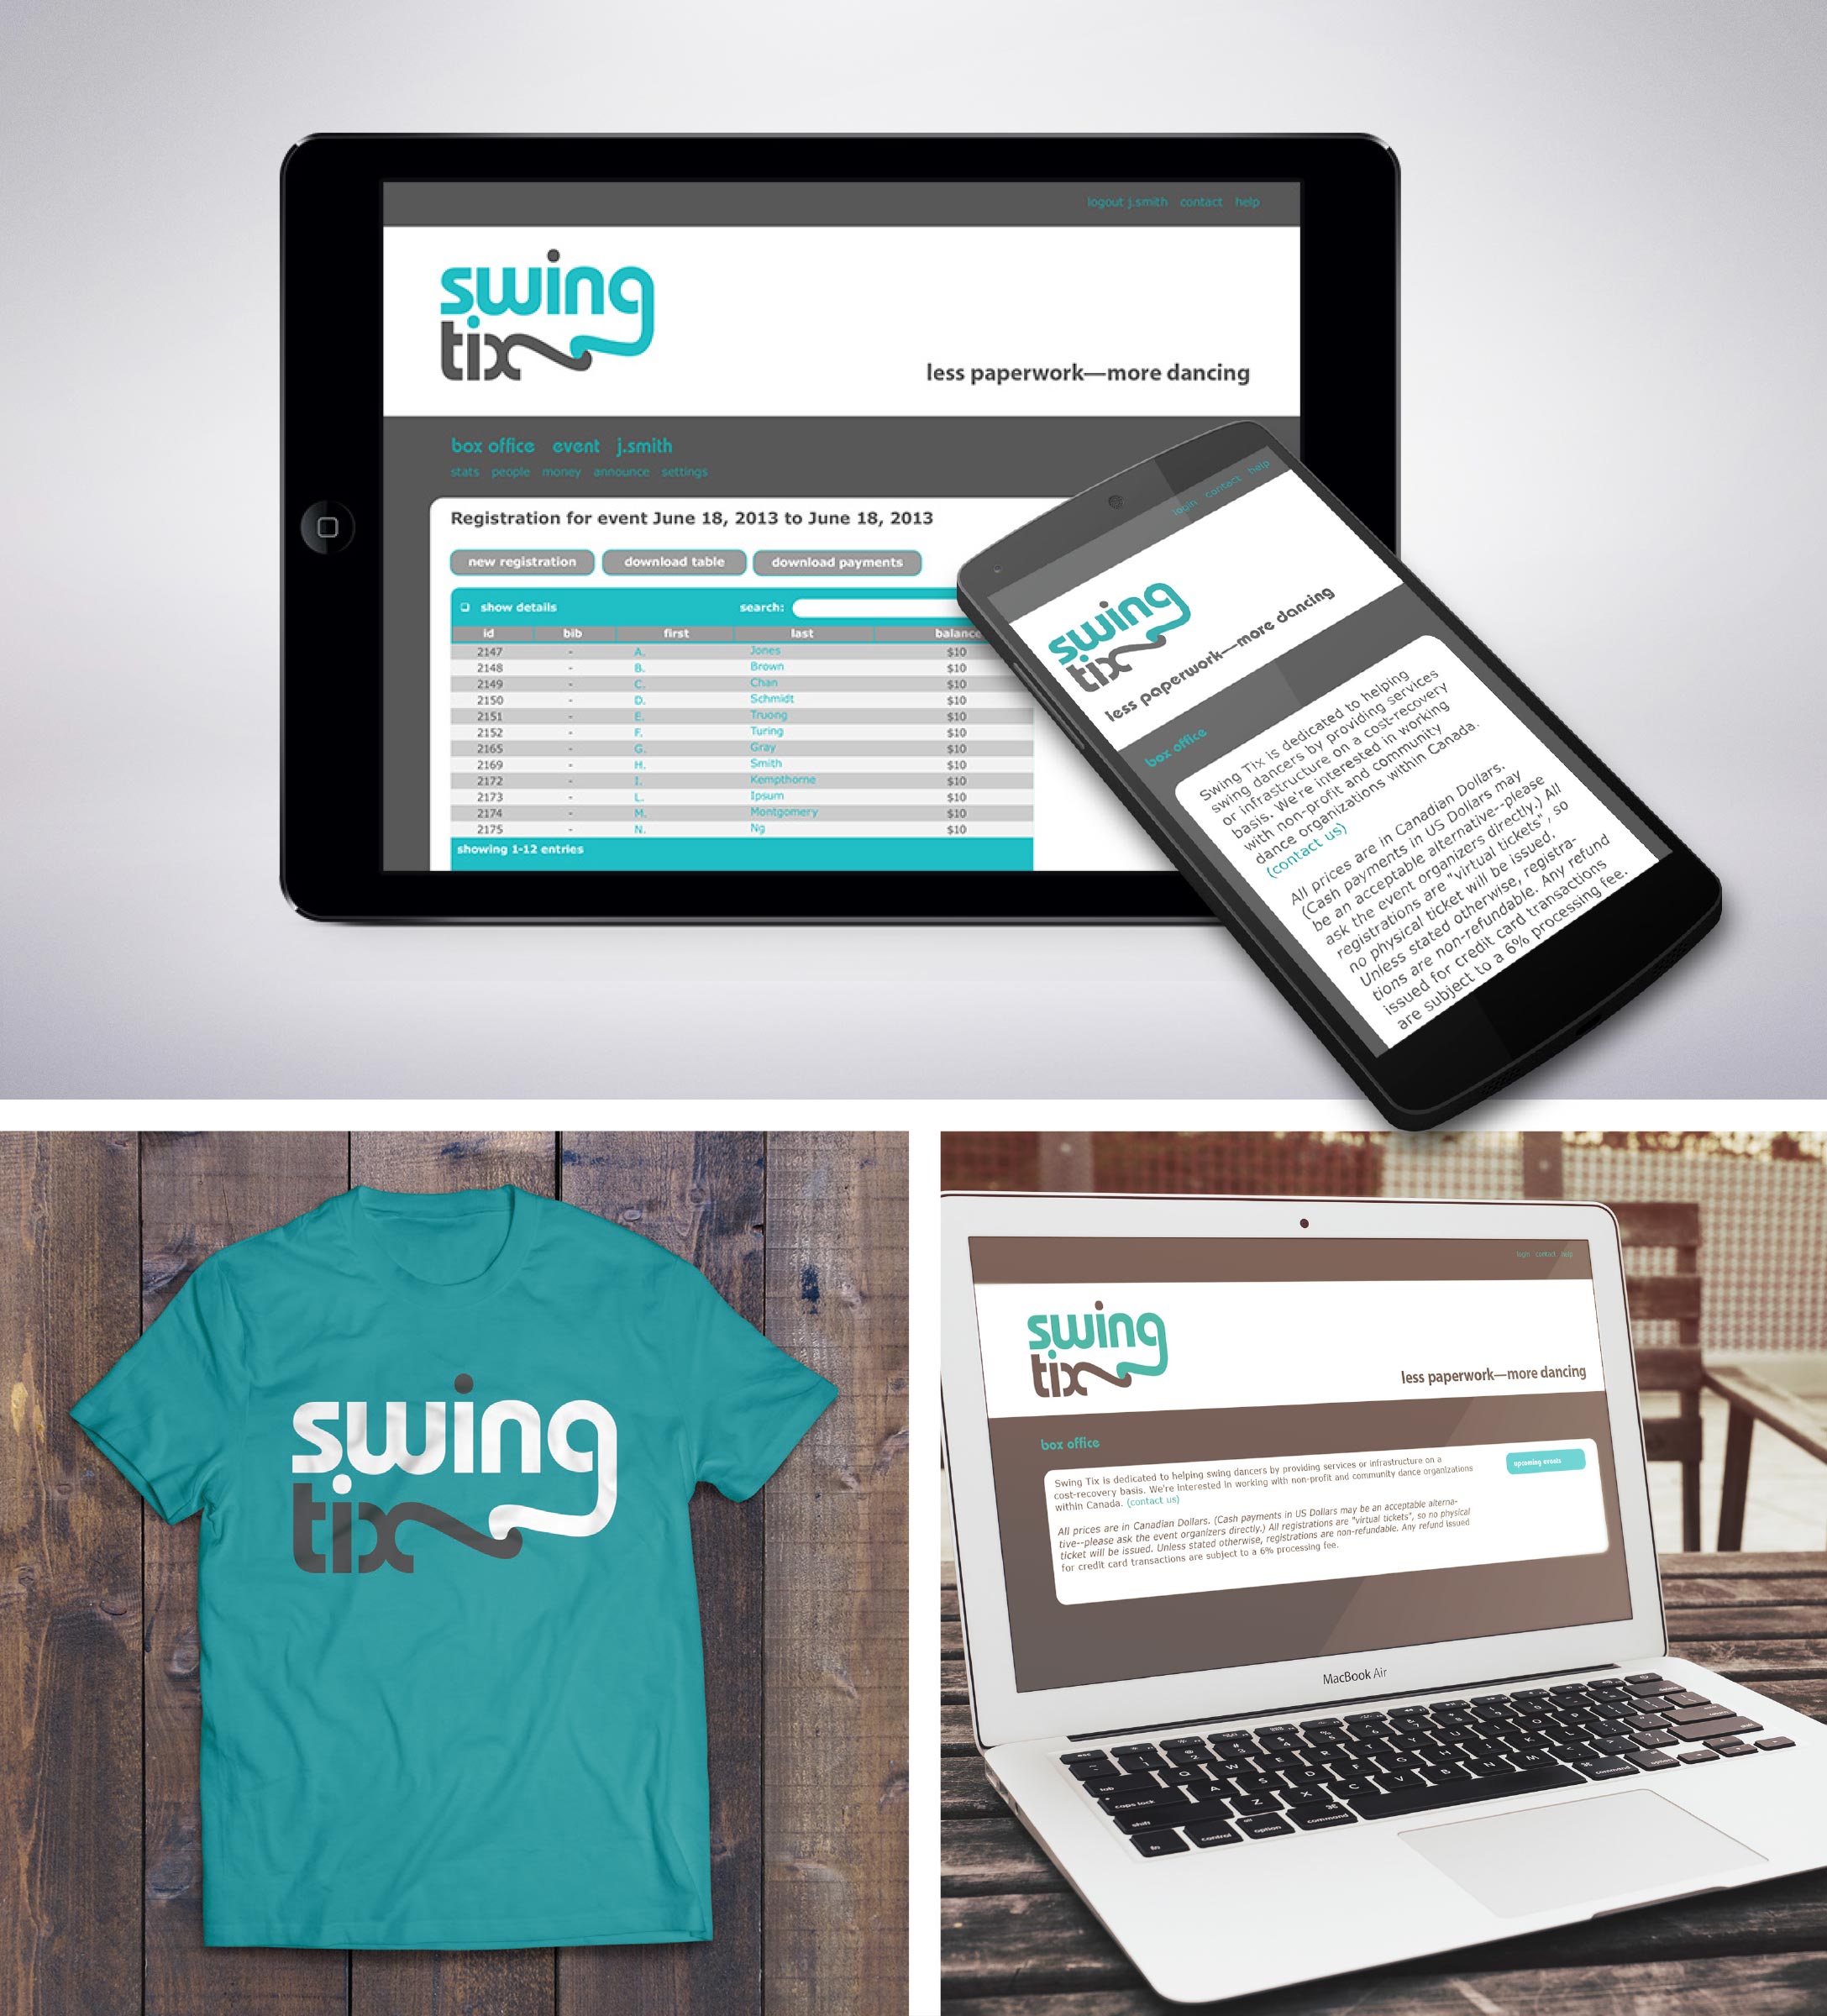 logout j.smith contact help
swing
tix
less paperwork—more dancing
box office event j.smith
stats people money announce settings
Registration for event June 18, 2013 to June 18, 2013
new registration download table download payments
show details search:
id bib first last balance
2147 - A. Jones $10
2148 - B. Brown $10
2149 - C. Chan $10
2150 - D. Schmidt $10
2151 - E. Truong $10
2152 - F. Turing $10
2165 - G. Gray $10
2169 - H. Smith $10
2172 - I. Kempthorne $10
2173 - L. Ipsum $10
2174 - M. Montgomery $10
2175 - N. Ng $10
showing 1-12 entries
login contact help
swing
tix
less paperwork—more dancing
box office
Swing Tix is dedicated to helping
swing dancers by providing services
or infrastructure on a cost-recovery
basis. We're interested in working
with non-profit and community
dance organizations within Canada.
(contact us)
All prices are in Canadian Dollars.
(Cash payments in US Dollars may
be an acceptable alternative--please
ask the event organizers directly.) All
registrations are "virtual tickets", so
no physical ticket will be issued.
Unless stated otherwise, registra-
tions are non-refundable. Any refund
issued for credit card transactions
are subject to a 6% processing fee.
swing
tix
login contact help
swing
tix
less paperwork—more dancing
box office
Swing Tix is dedicated to helping swing dancers by providing services or infrastructure on a
cost-recovery basis. We're interested in working with non-profit and community dance organizations
within Canada. (contact us)
upcoming events
All prices are in Canadian Dollars. (Cash payments in US Dollars may be an acceptable alterna-
tive--please ask the event organizers directly.) All registrations are "virtual tickets", so no physical
ticket will be issued. Unless stated otherwise, registrations are non-refundable. Any refund issued
for credit card transactions are subject to a 6% processing fee.
MacBook Air
Q W E R T Y U I O P
tab
A S D F G H J K L
caps lock
Z X C V B N M
shift
fn control option command command option